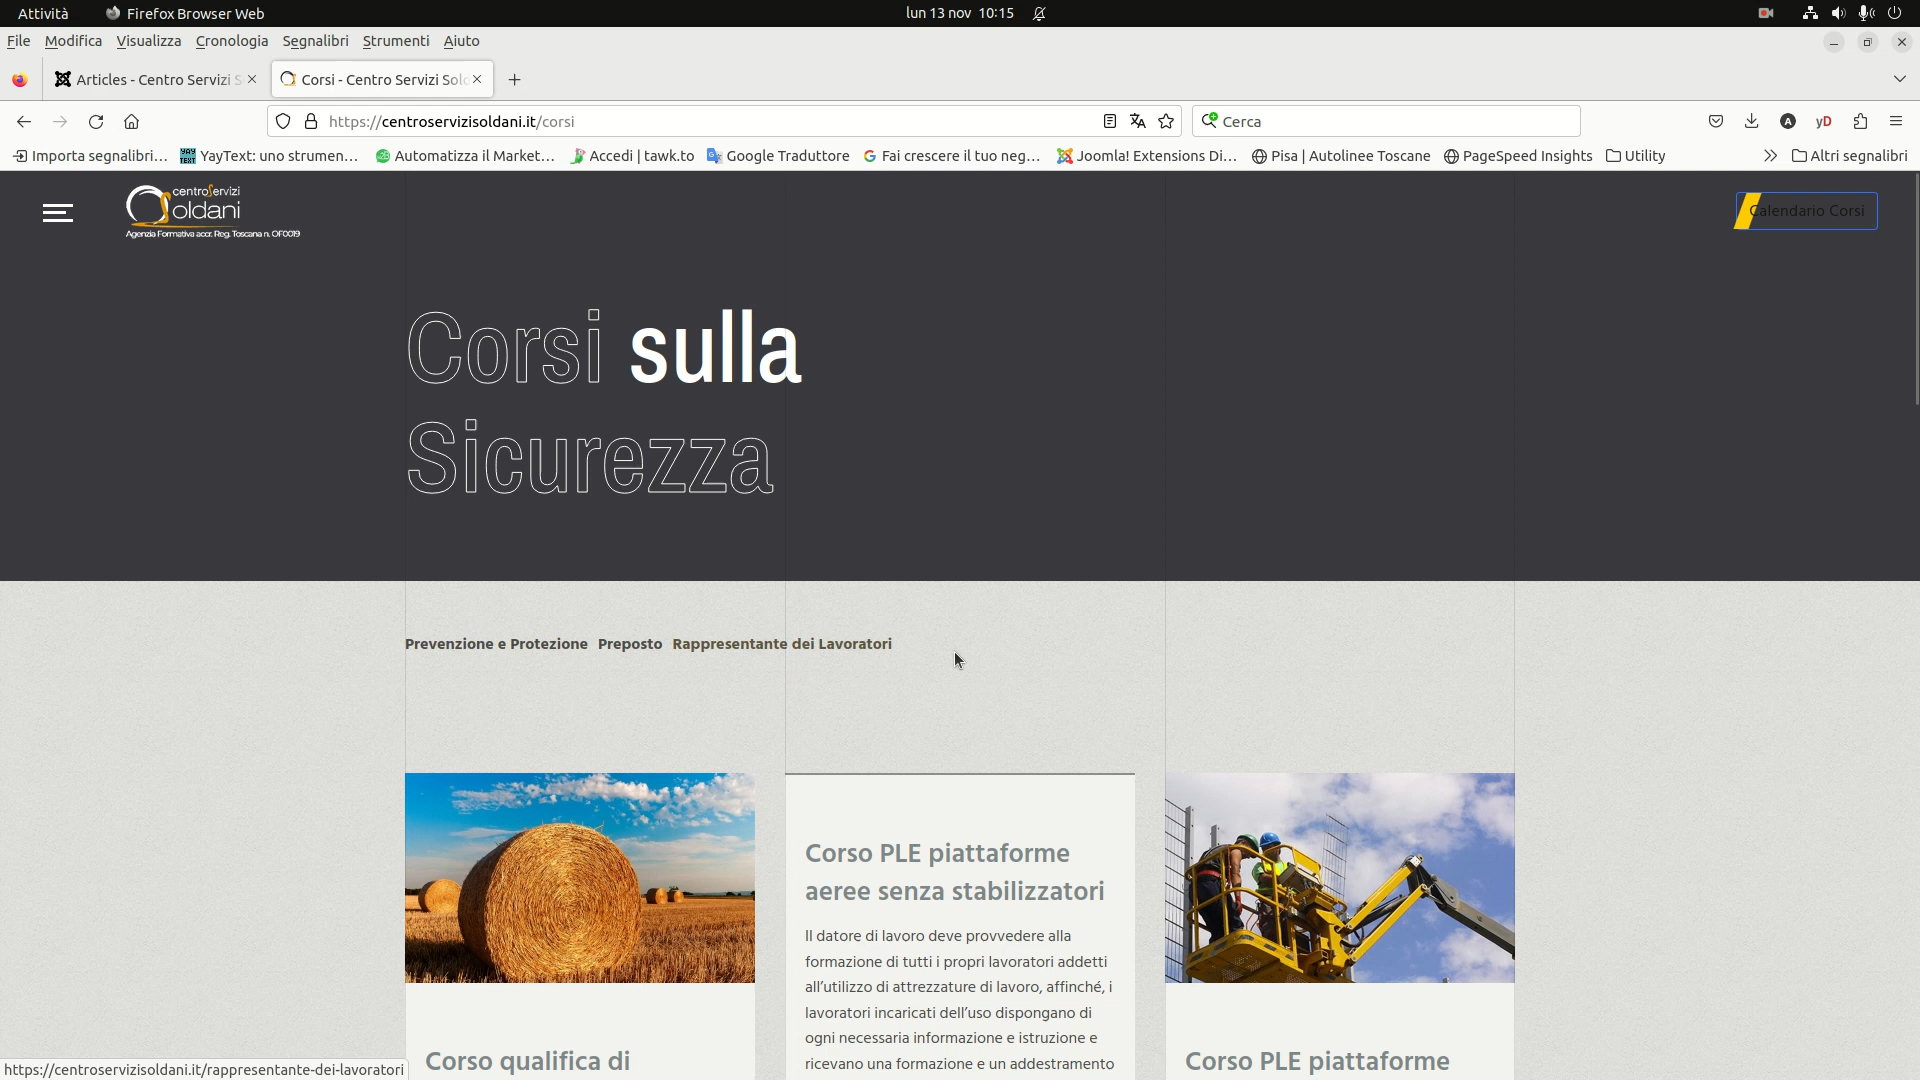 Attività
Firefox Browser Web
lun 13 nov 10:15
File Modifica Visualizza Cronologia Segnalibri Strumenti Aiuto
Articles - Centro Servizi S
Corsi - Centro Servizi Sol
https://centroservizisoldani.it/corsi
Cerca
A
yD
Importa segnalibri…
YAY TEXT
YayText: uno strumen…
Automatizza il Market…
Accedi | tawk.to
Google Traduttore
Fai crescere il tuo neg…
Joomla! Extensions Di…
Pisa | Autolinee Toscane
PageSpeed Insights
Utility
Altri segnalibri
centroServizi
Soldani
Agenzia Formativa accr. Reg. Toscana n. OF0019
Calendario Corsi
Corsi sulla
Sicurezza
Prevenzione e Protezione Preposto Rappresentante dei Lavoratori
Corso qualifica di
Corso PLE piattaforme
aeree senza stabilizzatori
Il datore di lavoro deve provvedere alla
formazione di tutti i propri lavoratori addetti
all’utilizzo di attrezzature di lavoro, affinché, i
lavoratori incaricati dell’uso dispongano di
ogni necessaria informazione e istruzione e
ricevano una formazione e un addestramento
Corso PLE piattaforme
https://centroservizisoldani.it/rappresentante-dei-lavoratori